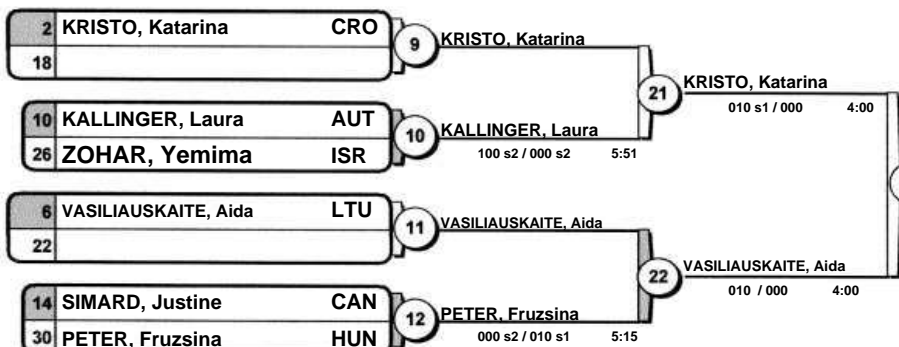 2 KRISTO, Katarina CRO
18
9 KRISTO, Katarina
10 KALLINGER, Laura AUT
26 ZOHAR, Yemima ISR
10 KALLINGER, Laura
100 s2 / 000 s2 5:51
21 KRISTO, Katarina
010 s1 / 000 4:00
6 VASILIAUSKAITE, Aida LTU
22
11 VASILIAUSKAITE, Aida
14 SIMARD, Justine CAN
30 PETER, Fruzsina HUN
12 PETER, Fruzsina
000 s2 / 010 s1 5:15
22 VASILIAUSKAITE, Aida
010 / 000 4:00